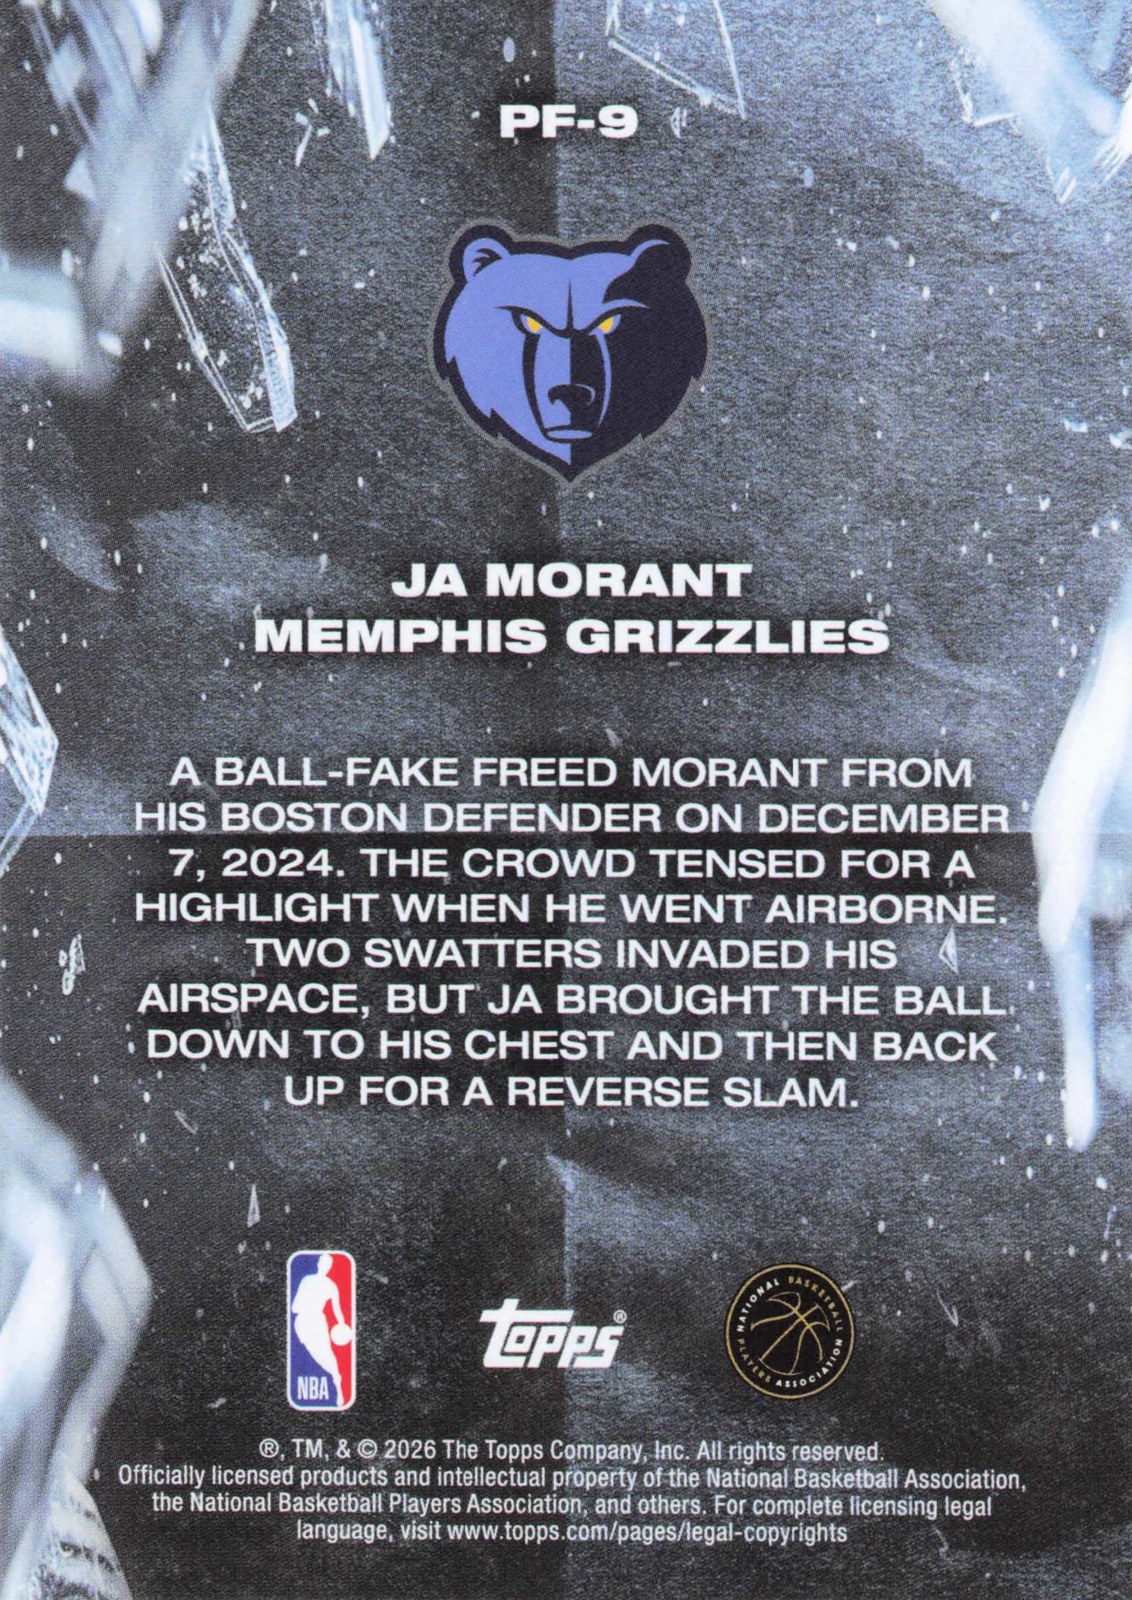 PF-9
JA MORANT
MEMPHIS GRIZZLIES
A BALL-FAKE FREED MORANT FROM
HIS BOSTON DEFENDER ON DECEMBER
7, 2024. THE CROWD TENSED FOR A
HIGHLIGHT WHEN HE WENT AIRBORNE.
TWO SWATTERS INVADED HIS
AIRSPACE, BUT JA BROUGHT THE BALL
DOWN TO HIS CHEST AND THEN BACK
UP FOR A REVERSE SLAM.
NBA
Topps®
NATIONAL BASKETBALL PLAYERS ASSOCIATION
®, TM, & © 2026 The Topps Company, Inc. All rights reserved.
Officially licensed products and intellectual property of the National Basketball Association,
the National Basketball Players Association, and others. For complete licensing legal
language, visit www.topps.com/pages/legal-copyrights